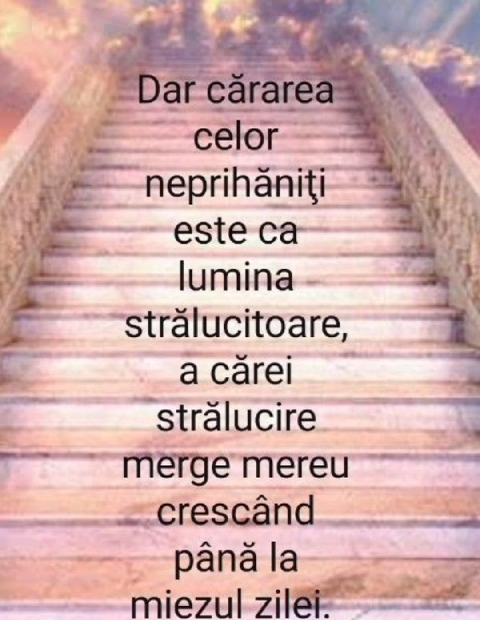 Dar cărarea
celor
neprihăniţi
este ca
lumina
strălucitoare,
a cărei
strălucire
merge mereu
crescând
până la
miezul zilei.